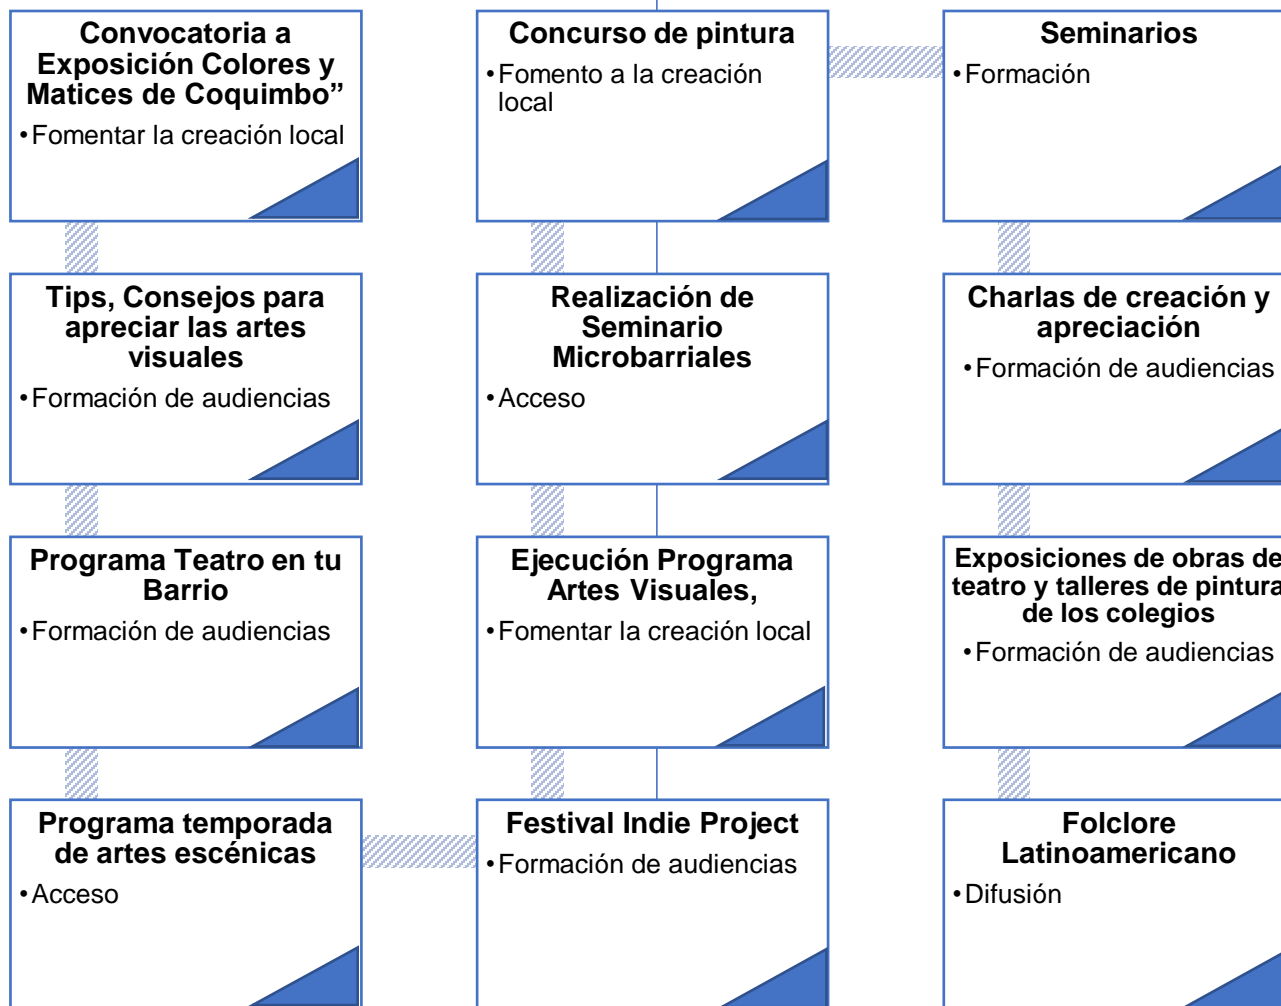 Convocatoria a
Exposición Colores y
Matices de Coquimbo”
•Fomentar la creación local
Tips, Consejos para
apreciar las artes
visuales
•Formación de audiencias
Programa Teatro en tu
Barrio
•Formación de audiencias
Programa temporada
de artes escénicas
•Acceso
Concurso de pintura
•Fomento a la creación
local
Realización de
Seminario
Microbarriales
•Acceso
Ejecución Programa
Artes Visuales,
•Fomentar la creación local
Festival Indie Project
•Formación de audiencias
Seminarios
•Formación
Charlas de creación y
apreciación
•Formación de audiencias
Exposiciones de obras de
teatro y talleres de pintura
de los colegios
•Formación de audiencias
Folclore
Latinoamericano
•Difusión